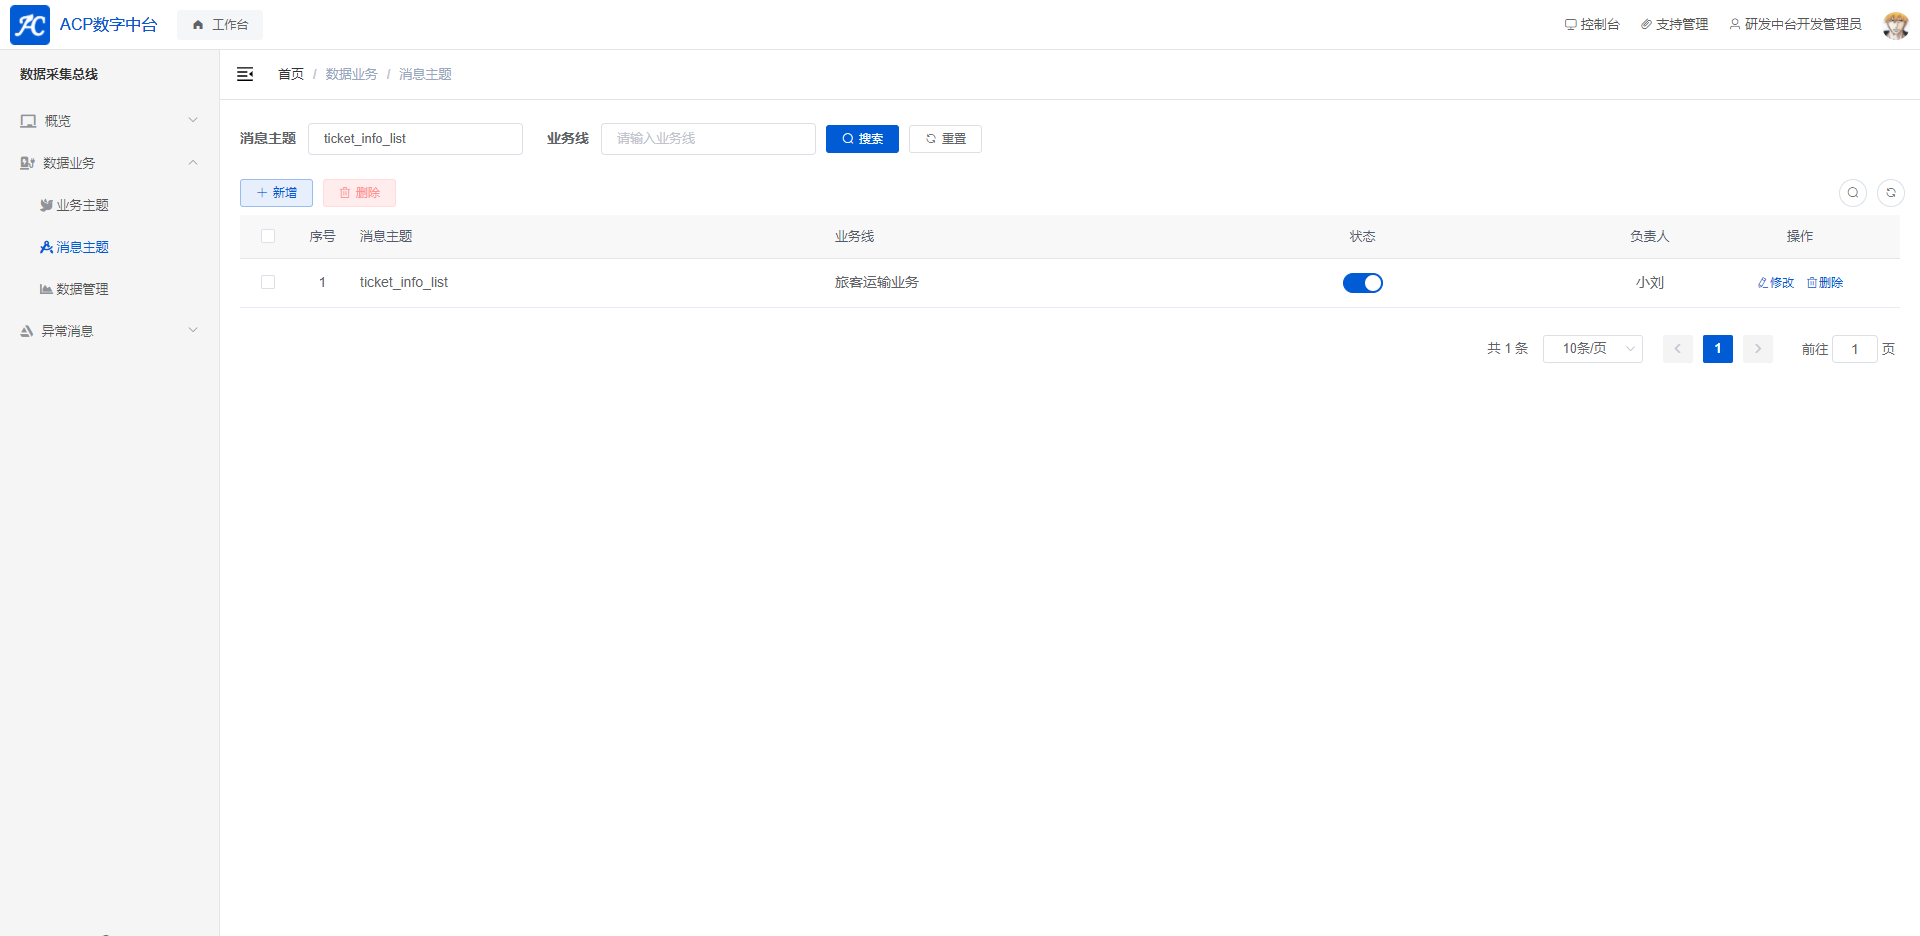 AC ACP数字中台 工作台 控制台 支持管理 研发中台开发管理员
数据采集总线
首页 / 数据业务 / 消息主题
概览
数据业务
业务主题
消息主题
数据管理
异常消息
消息主题 ticket_info_list 业务线 请输入业务线 搜索 重置
新增 删除
序号 消息主题 业务线 状态 负责人 操作
1 ticket_info_list 旅客运输业务 小刘 修改 删除
共 1 条 10条/页 1 前往 1 页